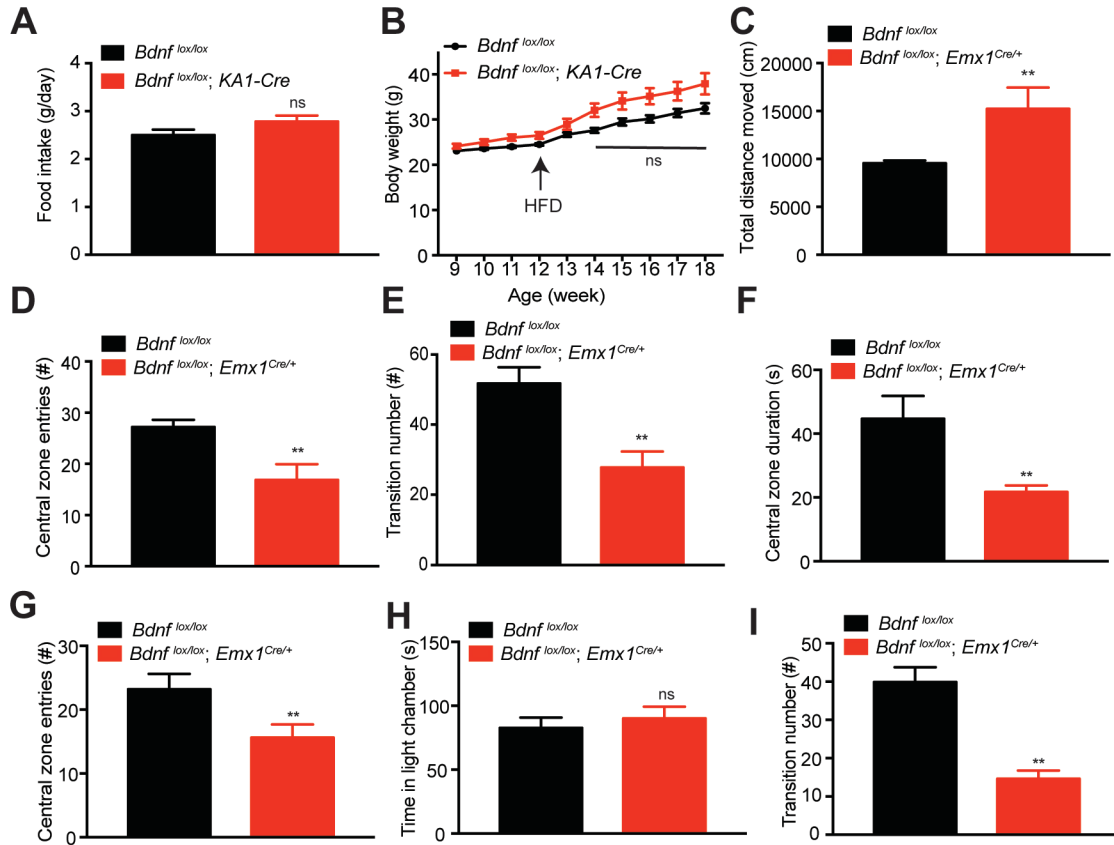 A
Bdnf lox/lox
Bdnf lox/lox; KA1-Cre
Food intake (g/day)
4
3
2
1
0
ns
B
Bdnf lox/lox
Bdnf lox/lox; KA1-Cre
Body weight (g)
40
30
20
10
0
HFD
ns
9 10 11 12 13 14 15 16 17 18
Age (week)
C
Bdnf lox/lox
Bdnf lox/lox; Emx1Cre/+
Total distance moved (cm)
20000
15000
10000
5000
0
**
D
Bdnf lox/lox
Bdnf lox/lox; Emx1Cre/+
Central zone entries (#)
40
30
20
10
0
**
E
Bdnf lox/lox
Bdnf lox/lox; Emx1Cre/+
Transition number (#)
60
40
20
0
**
F
Bdnf lox/lox
Bdnf lox/lox; Emx1Cre/+
Central zone duration (s)
60
40
20
0
**
G
Bdnf lox/lox
Bdnf lox/lox; Emx1Cre/+
Central zone entries (#)
30
20
10
0
**
H
Bdnf lox/lox
Bdnf lox/lox; Emx1Cre/+
Time in light chamber (s)
150
100
50
0
ns
I
Bdnf lox/lox
Bdnf lox/lox; Emx1Cre/+
Transition number (#)
50
40
30
20
10
0
**